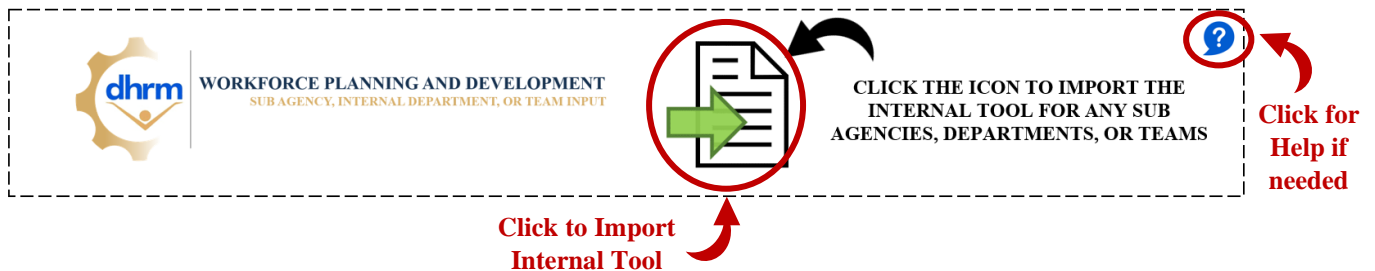 dhrm
WORKFORCE PLANNING AND DEVELOPMENT
SUB AGENCY, INTERNAL DEPARTMENT, OR TEAM INPUT
CLICK THE ICON TO IMPORT THE
INTERNAL TOOL FOR ANY SUB
AGENCIES, DEPARTMENTS, OR TEAMS
?
Click for
Help if
needed
Click to Import
Internal Tool